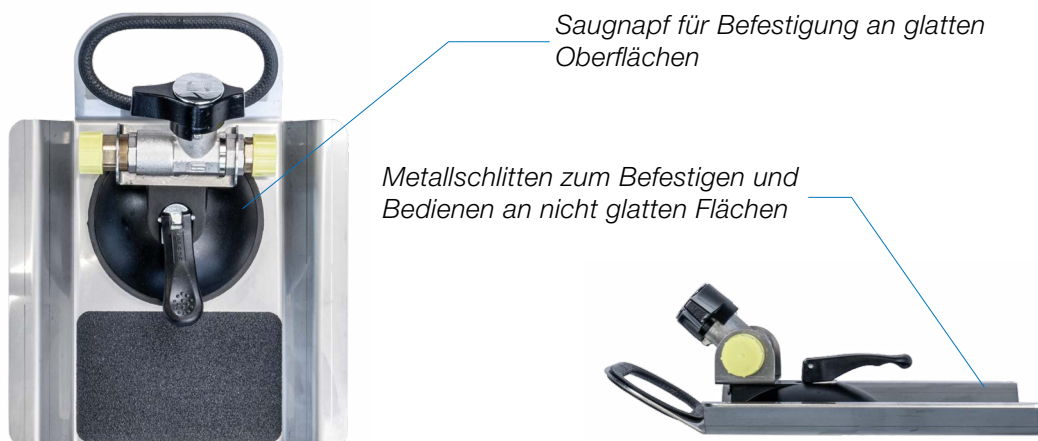 Saugnapf für Befestigung an glatten
Oberflächen
Metallschlitten zum Befestigen und
Bedienen an nicht glatten Flächen